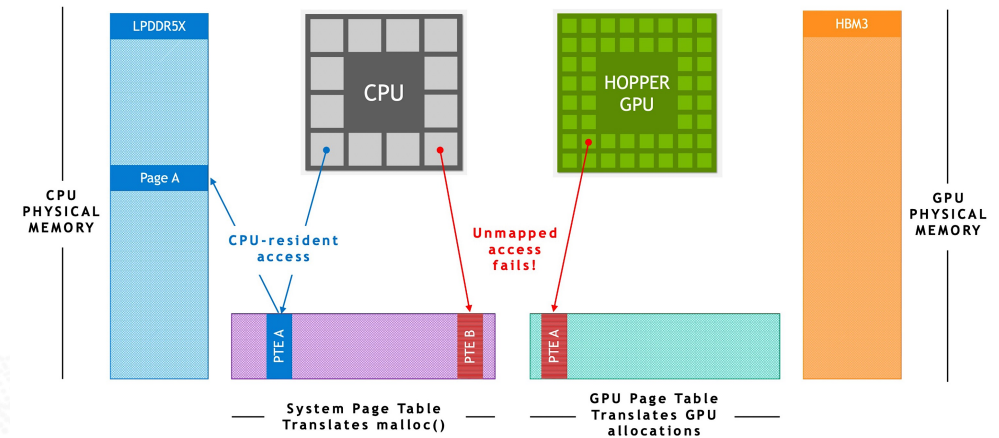 LPDDR5X
HBM3
CPU
HOPPER
GPU
Page A
CPU
PHYSICAL
MEMORY
GPU
PHYSICAL
MEMORY
CPU-resident
access
Unmapped
access
fails!
PTE A
PTE B
PTE A
System Page Table
Translates malloc()
GPU Page Table
Translates GPU
allocations